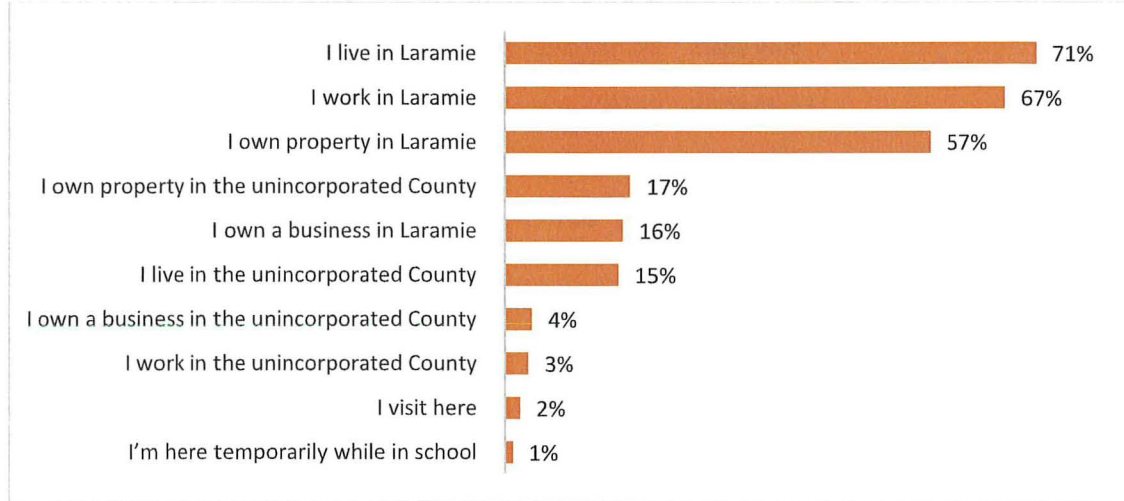 I live in Laramie 71%
I work in Laramie 67%
I own property in Laramie 57%
I own property in the unincorporated County 17%
I own a business in Laramie 16%
I live in the unincorporated County 15%
I own a business in the unincorporated County 4%
I work in the unincorporated County 3%
I visit here 2%
I'm here temporarily while in school 1%